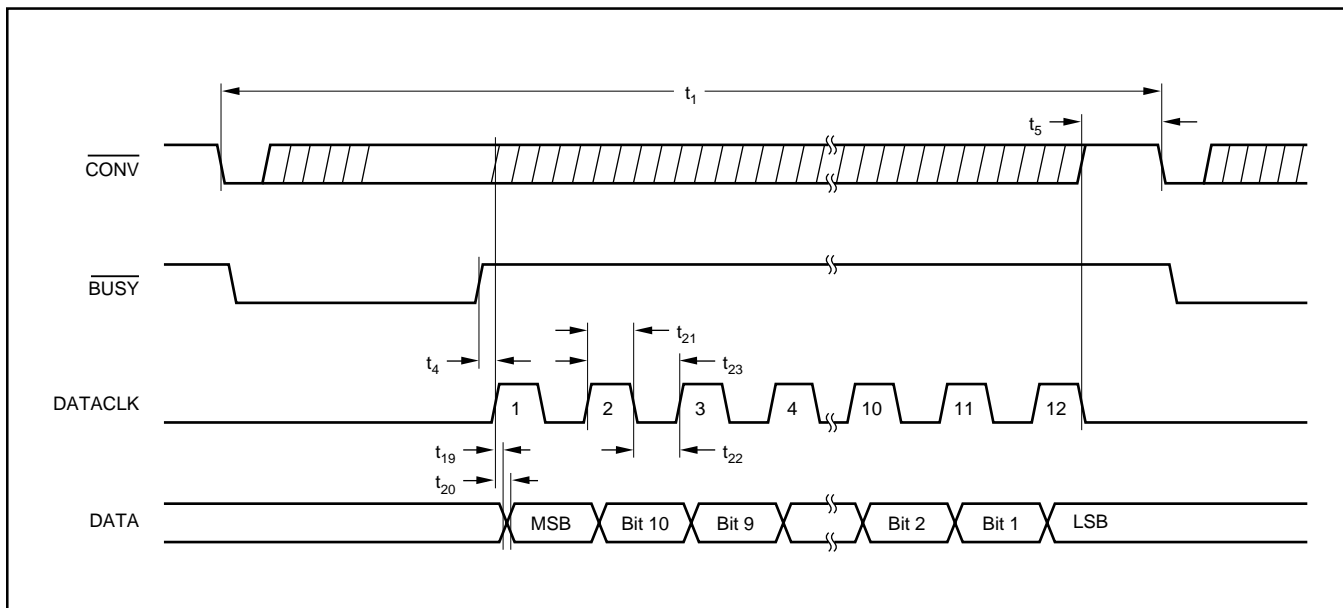 t1
t5
CONV
BUSY
t21
t4
t23
DATACLK
1
2
3
4
10
11
12
t19
t22
t20
DATA
MSB
Bit 10
Bit 9
Bit 2
Bit 1
LSB